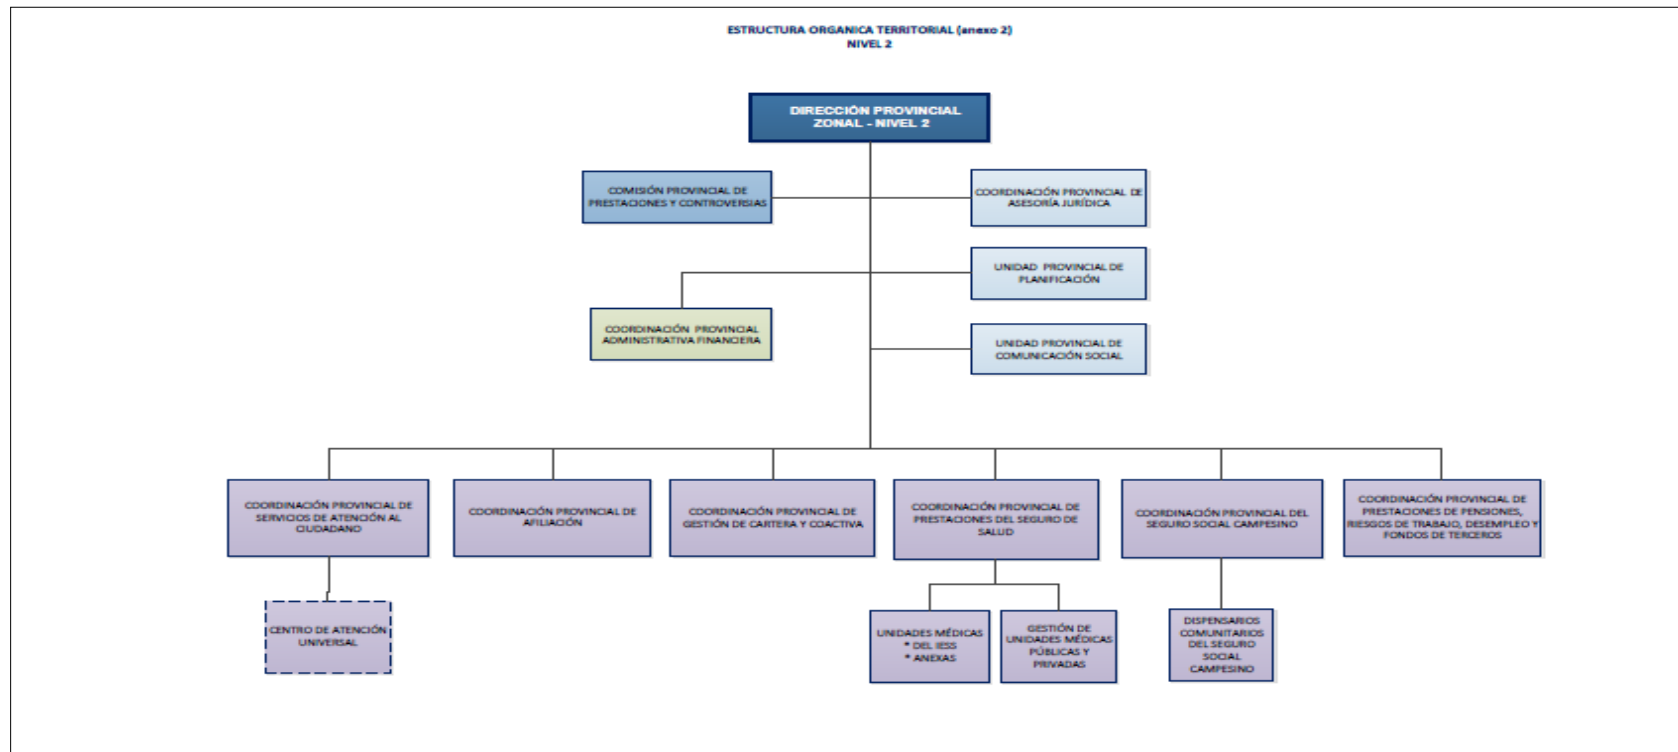 ESTRUCTURA ORGANICA TERRITORIAL (anexo 2)
NIVEL 2
DIRECCIÓN PROVINCIAL
ZONAL - NIVEL 2
COMISIÓN PROVINCIAL DE
PRESTACIONES Y CONTROVERSIAS
COORDINACIÓN PROVINCIAL DE
ASESORÍA JURÍDICA
UNIDAD PROVINCIAL DE
PLANIFICACIÓN
COORDINACIÓN PROVINCIAL
ADMINISTRATIVA FINANCIERA
UNIDAD PROVINCIAL DE
COMUNICACIÓN SOCIAL
COORDINACIÓN PROVINCIAL DE
SERVICIOS DE ATENCIÓN AL
CIUDADANO
COORDINACIÓN PROVINCIAL DE
AFILIACIÓN
COORDINACIÓN PROVINCIAL DE
GESTIÓN DE CARTERA Y COACTIVA
COORDINACIÓN PROVINCIAL DE
PRESTACIONES DEL SEGURO DE
SALUD
COORDINACIÓN PROVINCIAL DEL
SEGURO SOCIAL CAMPESINO
COORDINACIÓN PROVINCIAL DE
PRESTACIONES DE PENSIONES,
RIESGOS DE TRABAJO, DESEMPLEO Y
FONDOS DE TERCEROS
CENTRO DE ATENCIÓN
UNIVERSAL
UNIDADES MÉDICAS
* DEL IESS
* ANEXAS
GESTIÓN DE
UNIDADES MÉDICAS
PÚBLICAS Y
PRIVADAS
DISPENSARIOS
COMUNITARIOS
DEL SEGURO
SOCIAL
CAMPESINO